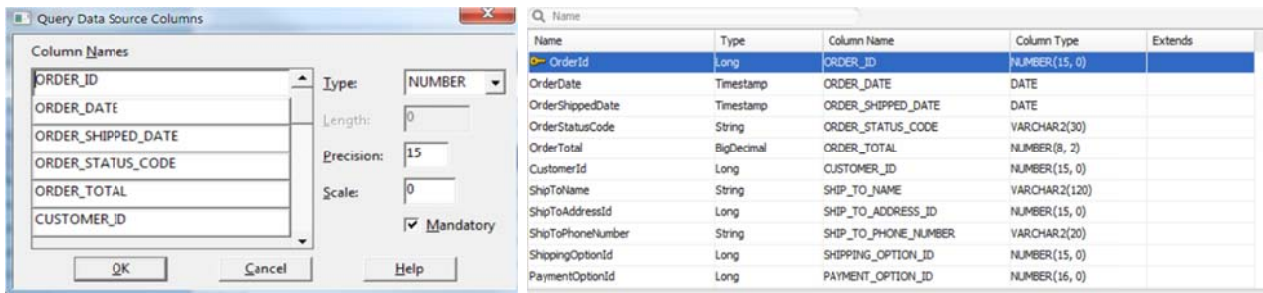 Query Data Source Columns
Column Names
ORDER_ID
ORDER_DATE
ORDER_SHIPPED_DATE
ORDER_STATUS_CODE
ORDER_TOTAL
CUSTOMER_ID
Type: NUMBER
Length: 0
Precision: 15
Scale: 0
Mandatory
OK Cancel Help
Name
Name Type Column Name Column Type Extends
OrderId Long ORDER_ID NUMBER(15, 0)
OrderDate Timestamp ORDER_DATE DATE
OrderShippedDate Timestamp ORDER_SHIPPED_DATE DATE
OrderStatusCode String ORDER_STATUS_CODE VARCHAR2(30)
OrderTotal BigDecimal ORDER_TOTAL NUMBER(8, 2)
CustomerId Long CUSTOMER_ID NUMBER(15, 0)
ShipToName String SHIP_TO_NAME VARCHAR2(120)
ShipToAddressId Long SHIP_TO_ADDRESS_ID NUMBER(15, 0)
ShipToPhoneNumber String SHIP_TO_PHONE_NUMBER VARCHAR2(20)
ShippingOptionId Long SHIPPING_OPTION_ID NUMBER(15, 0)
PaymentOptionId Long PAYMENT_OPTION_ID NUMBER(16, 0)